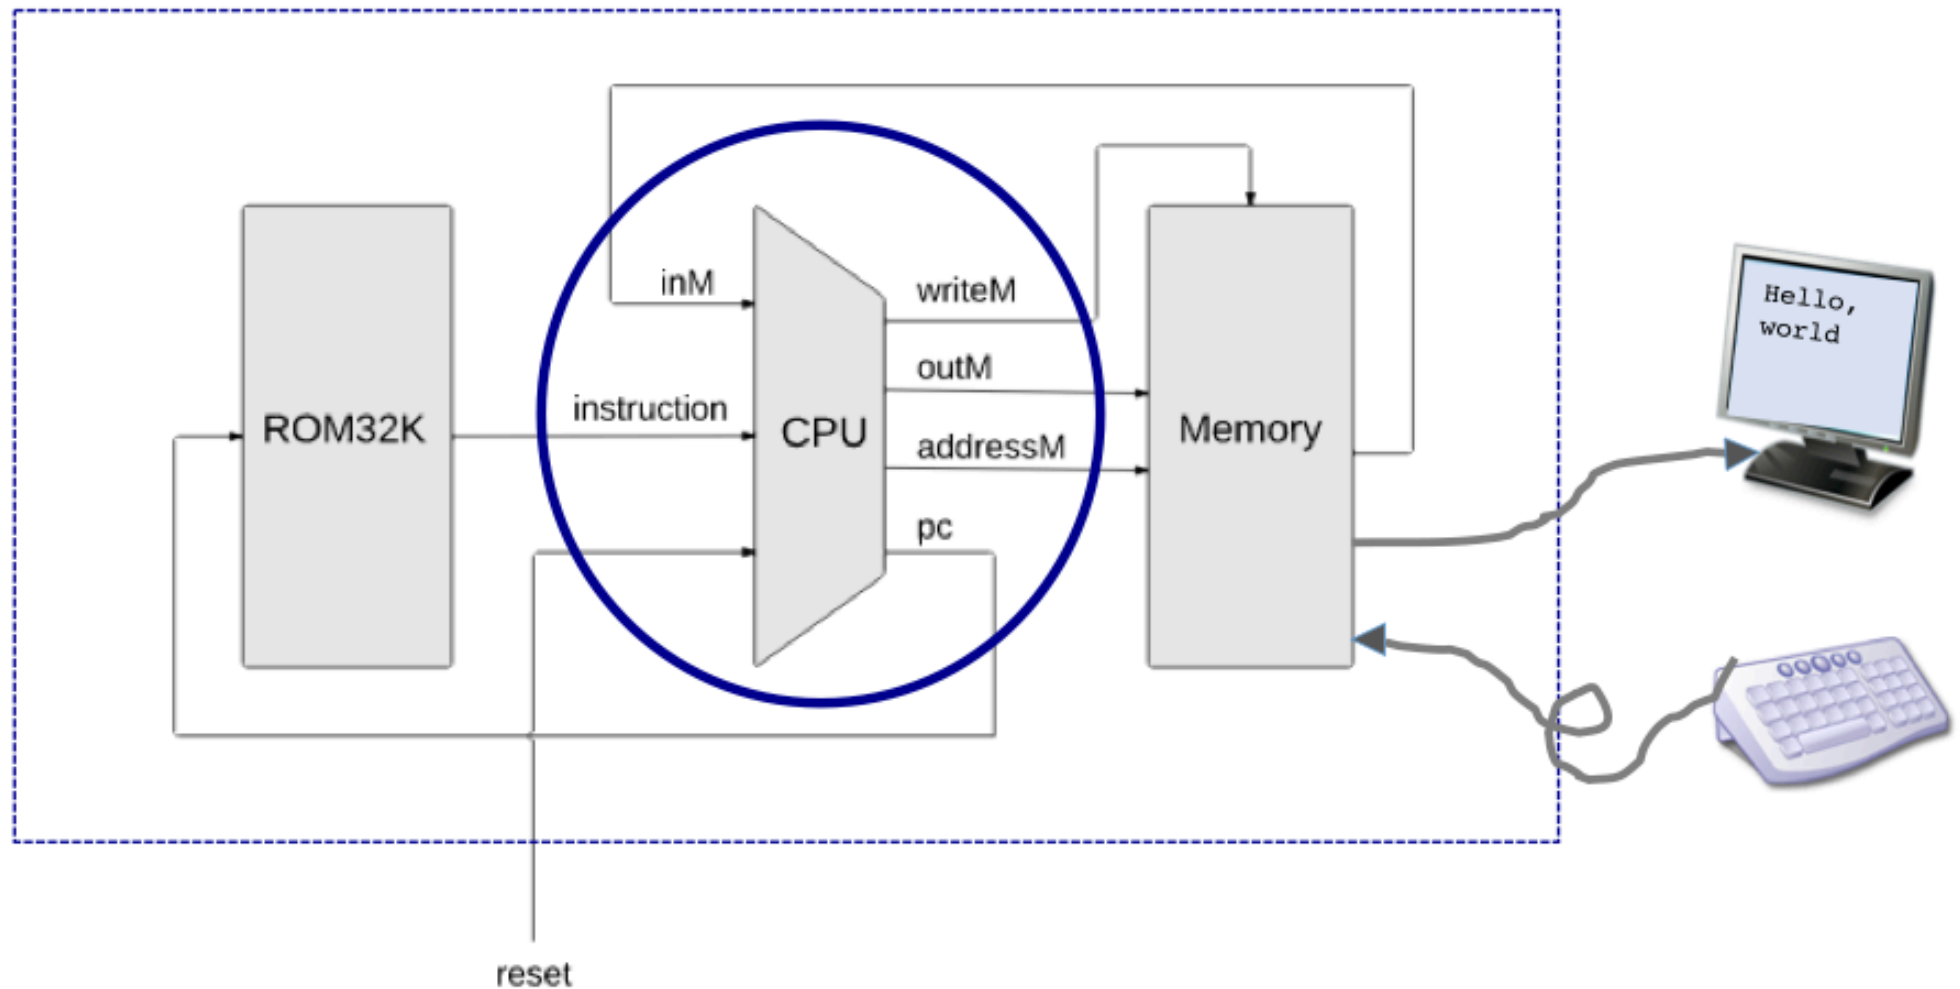 inM
writeM
Hello,
world
outM
instruction
ROM32K
CPU
Memory
addressM
pc
reset